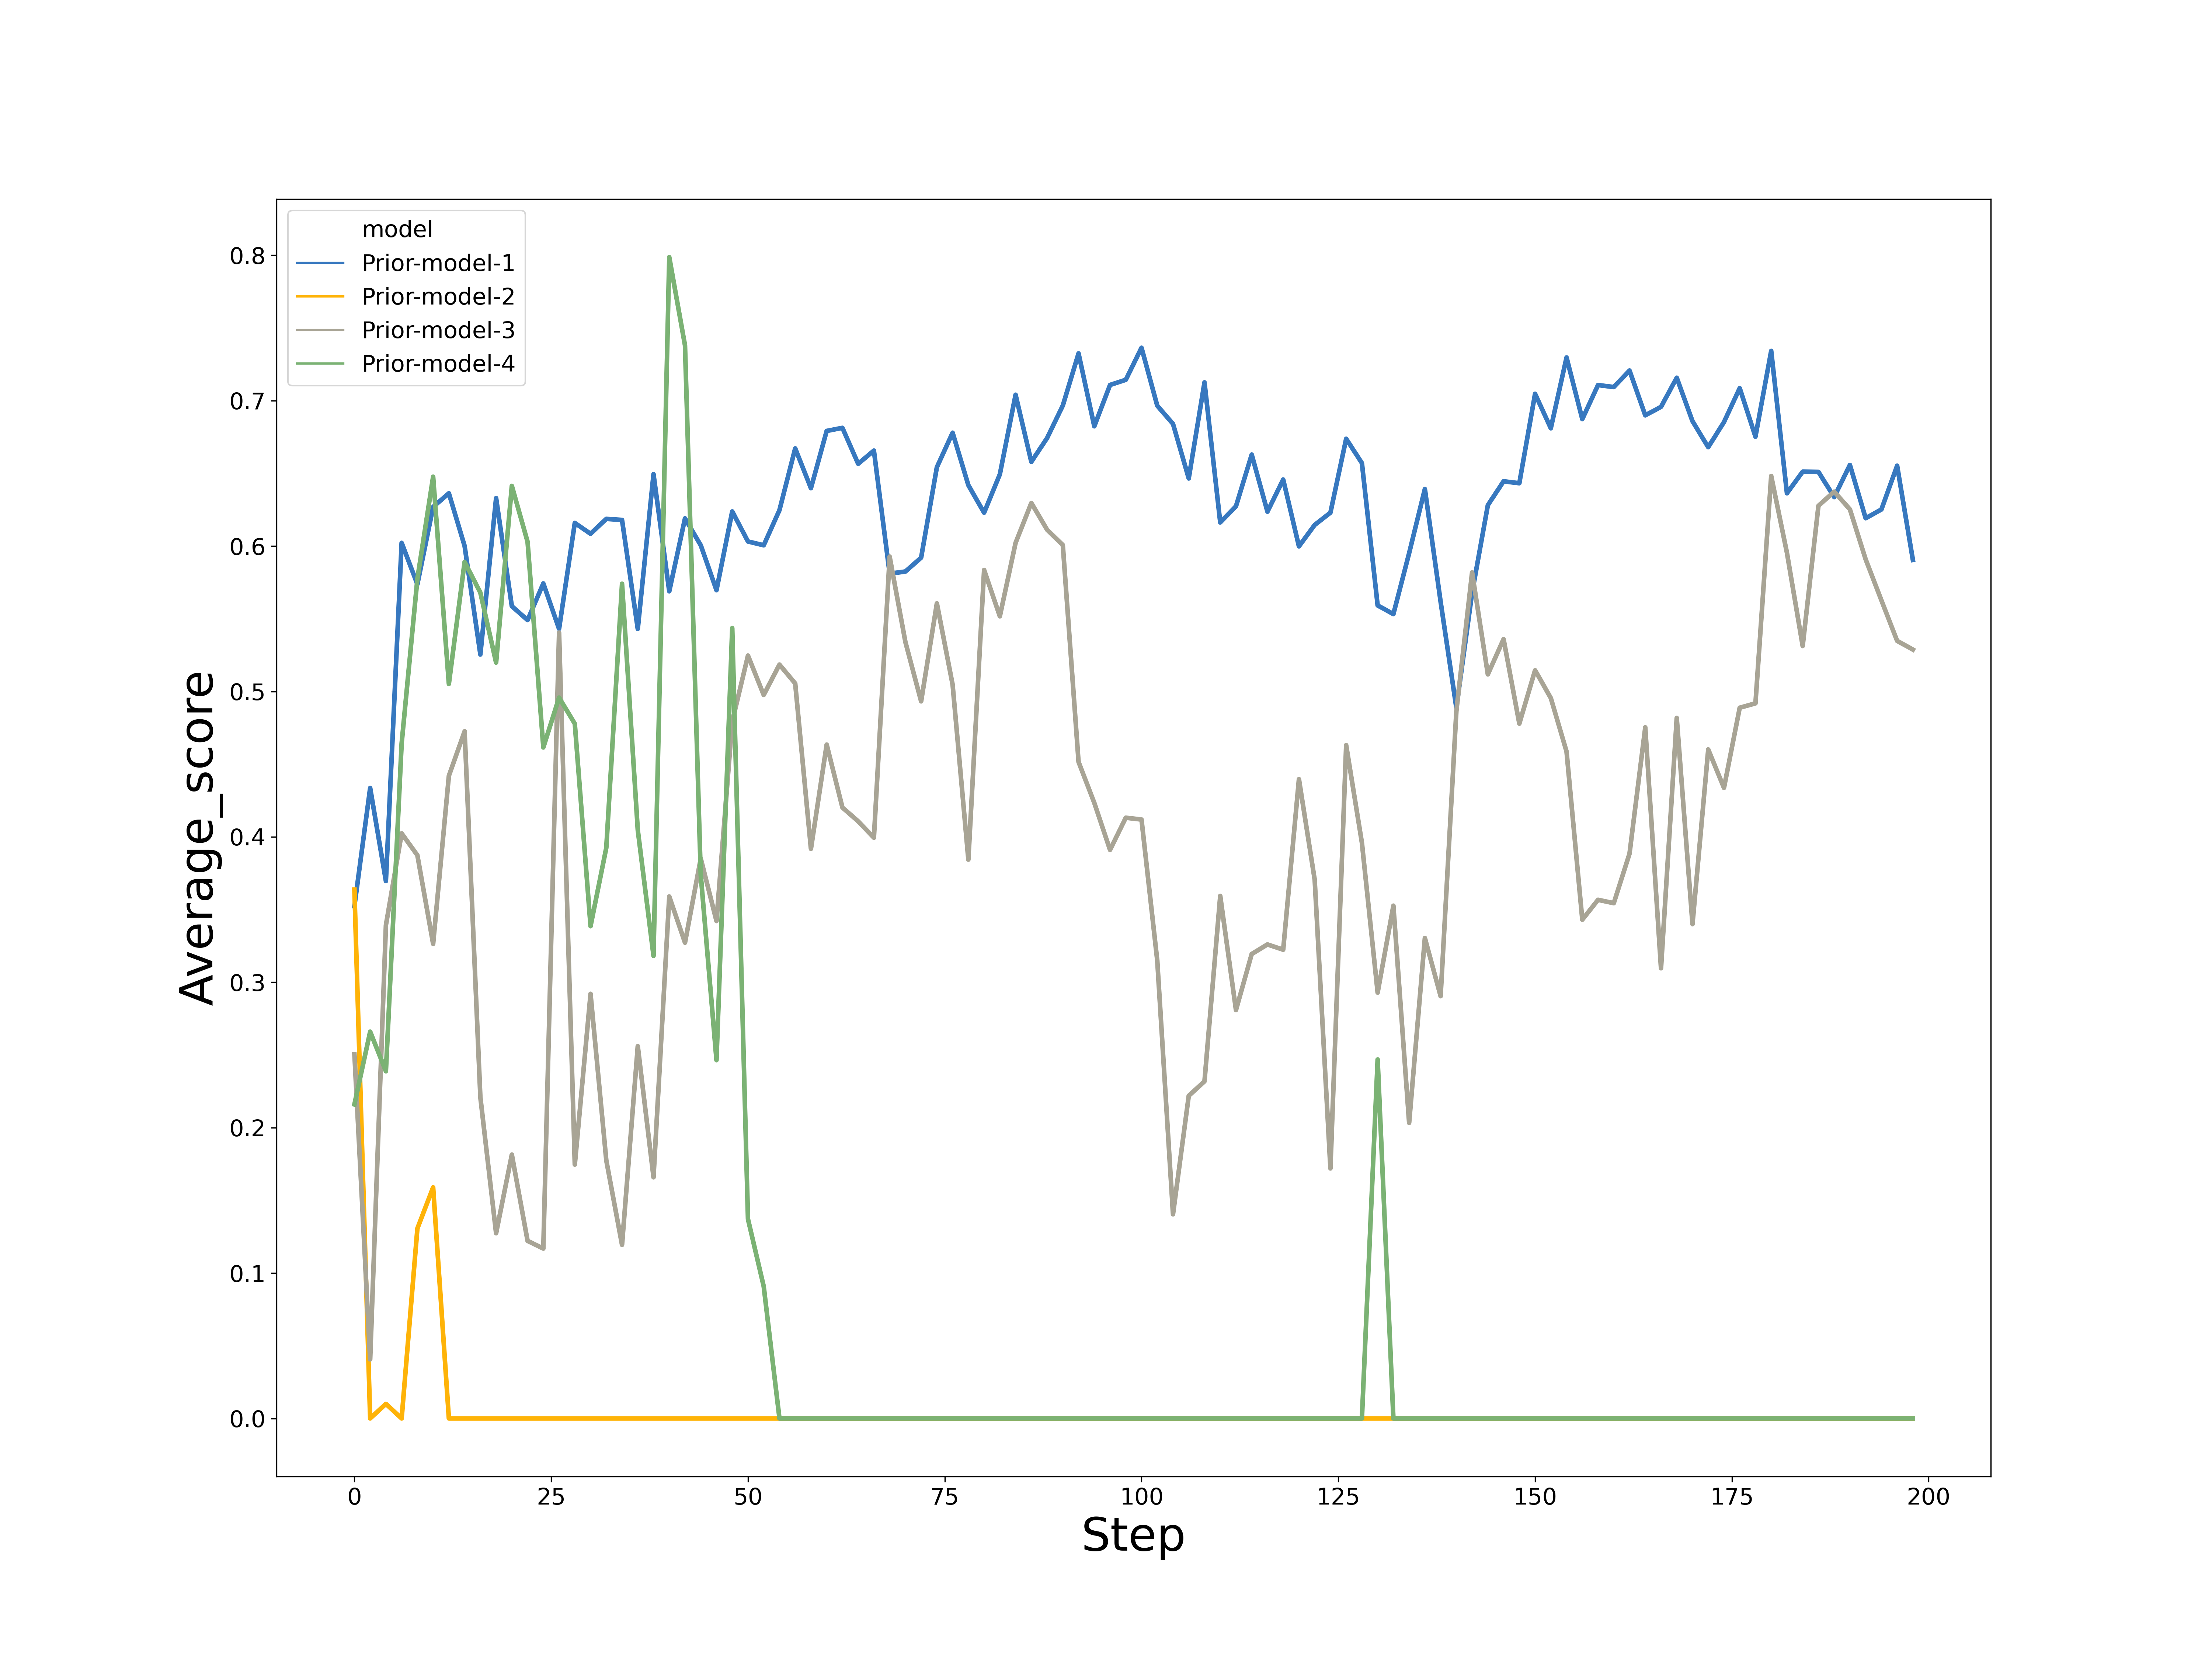 model
Prior-model-1
Prior-model-2
Prior-model-3
Prior-model-4
Average_score
0.8
0.7
0.6
0.5
0.4
0.3
0.2
0.1
0.0
0 25 50 75 100 125 150 175 200
Step